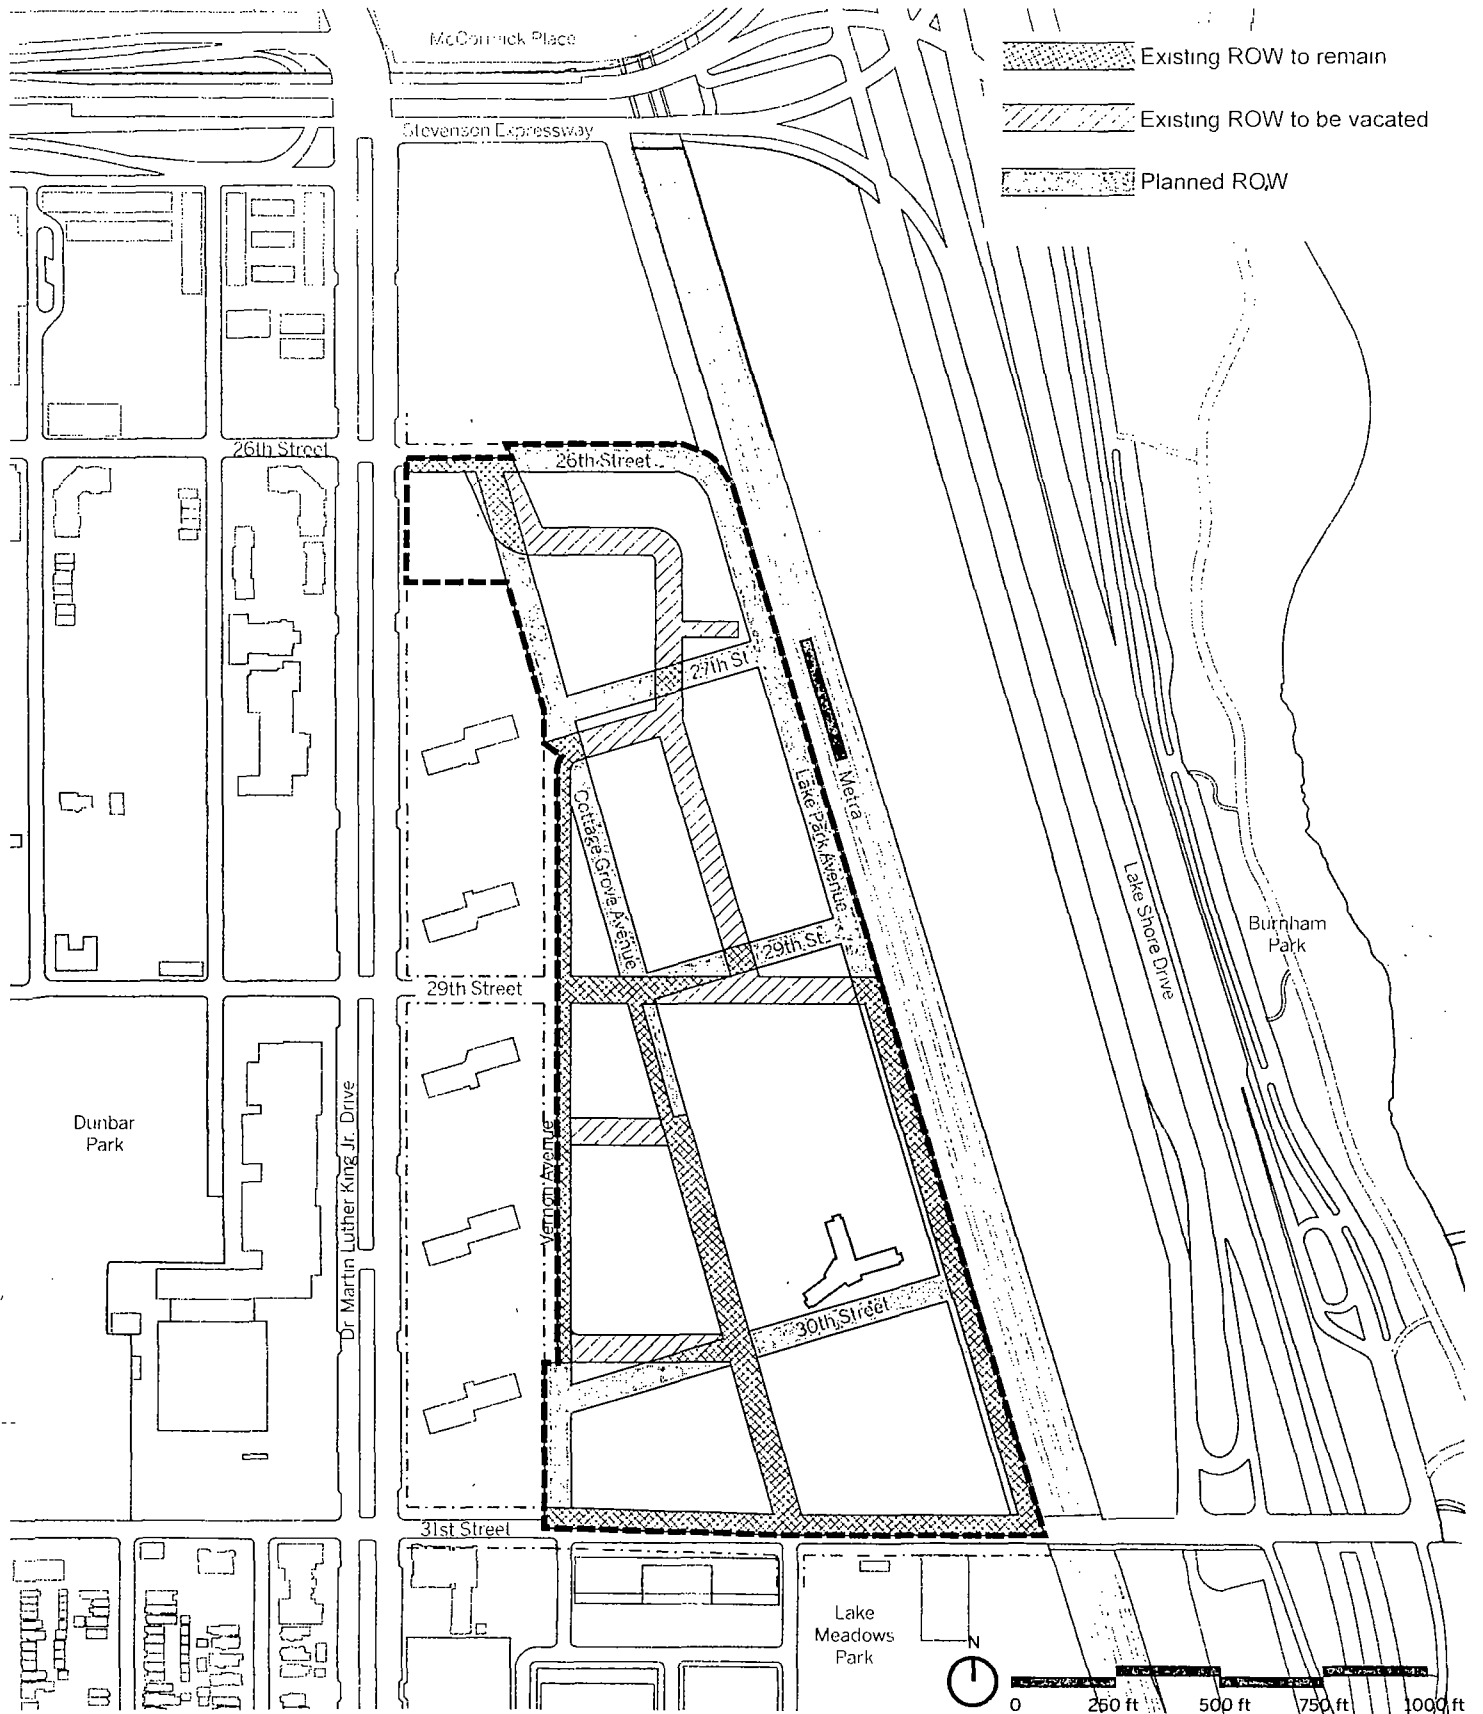 McCormick Place
Existing ROW to remain
Existing ROW to be vacated
Stevenson Expressway
Planned ROW
26th Street
26th Street
27th St
Metra
Lake Park Avenue
Cottage Grove Avenue
Lake Shore Drive
Burnham
Park
29th St.
29th Street
Dunbar
Park
Vernon Avenue
Dr Martin Luther King Jr. Drive
30th Street
31st Street
Lake
Meadows
Park
N
0 250 ft 500 ft 750 ft 1000 ft